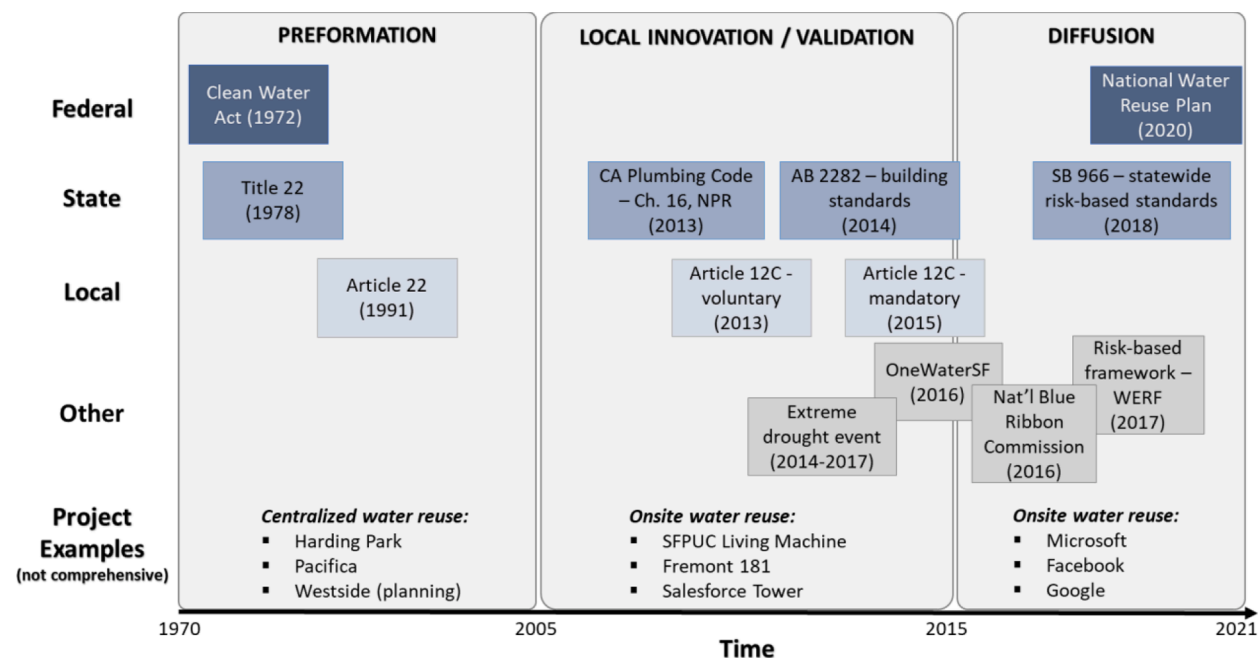 PREFORMATION
LOCAL INNOVATION / VALIDATION
DIFFUSION
Federal
Clean Water
Act (1972)
National Water
Reuse Plan
(2020)
State
Title 22
(1978)
CA Plumbing Code
– Ch. 16, NPR
(2013)
AB 2282 – building
standards
(2014)
SB 966 – statewide
risk-based standards
(2018)
Local
Article 22
(1991)
Article 12C -
voluntary
(2013)
Article 12C -
mandatory
(2015)
Other
Extreme
drought event
(2014-2017)
OneWaterSF
(2016)
Nat’l Blue
Ribbon
Commission
(2016)
Risk-based
framework –
WERF
(2017)
Project
Examples
(not comprehensive)
Centralized water reuse:
▪ Harding Park
▪ Pacifica
▪ Westside (planning)
Onsite water reuse:
▪ SFPUC Living Machine
▪ Fremont 181
▪ Salesforce Tower
Onsite water reuse:
▪ Microsoft
▪ Facebook
▪ Google
1970
2005
2015
2021
Time